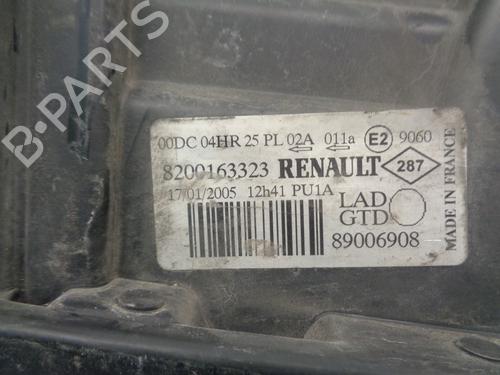 00DC 04HR 25 PL 02A 011a E2 9060
8200163323 RENAULT 287
17/01/2005 12h41 PU1A
LAD
GTD
89006908
MADE IN FRANCE
B-PARTS